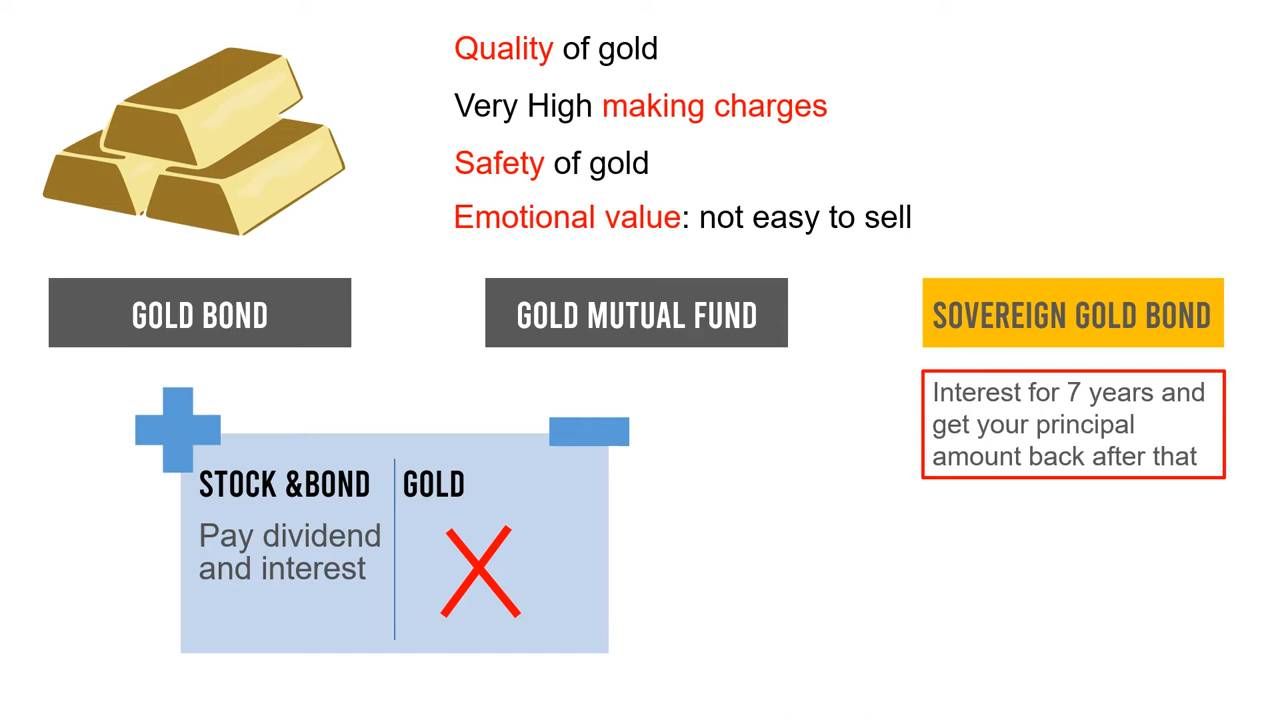 Quality of gold
Very High making charges
Safety of gold
Emotional value: not easy to sell
GOLD BOND
GOLD MUTUAL FUND
SOVEREIGN GOLD BOND
Interest for 7 years and
get your principal
amount back after that
STOCK &BOND
GOLD
Pay dividend
and interest